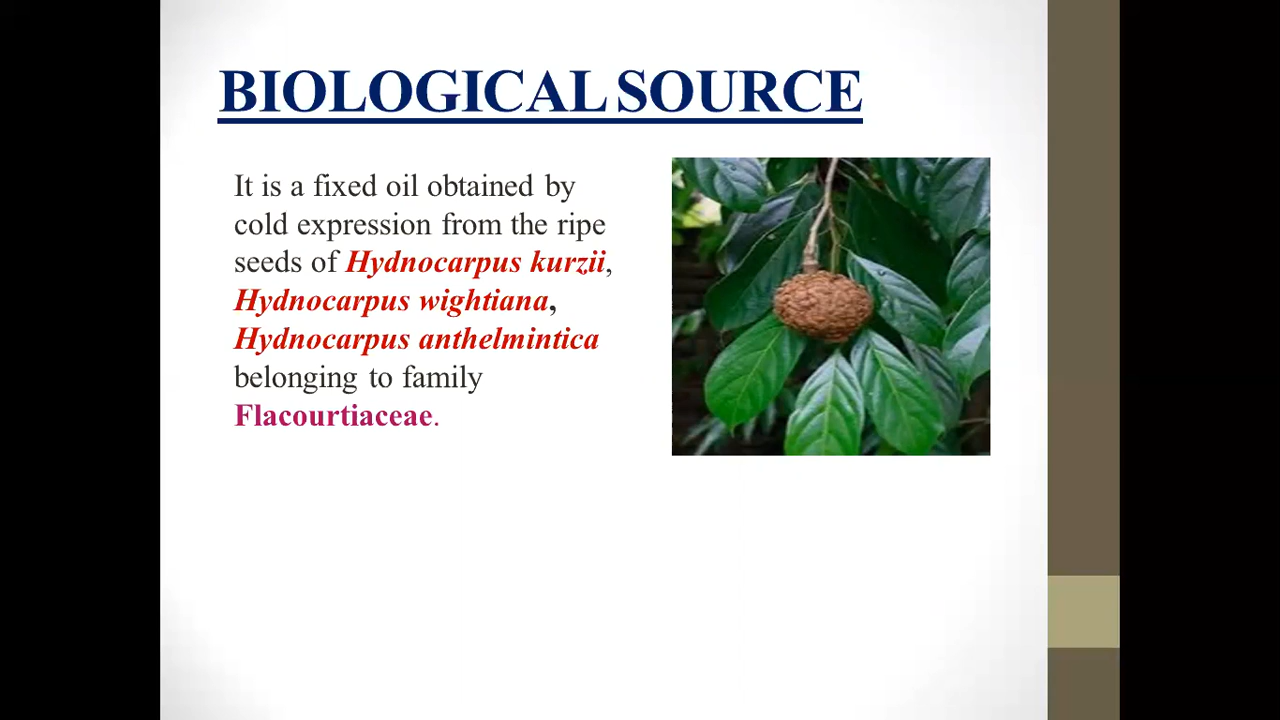 BIOLOGICAL SOURCE
It is a fixed oil obtained by
cold expression from the ripe
seeds of Hydnocarpus kurzii,
Hydnocarpus wightiana,
Hydnocarpus anthelmintica
belonging to family
Flacourtiaceae.